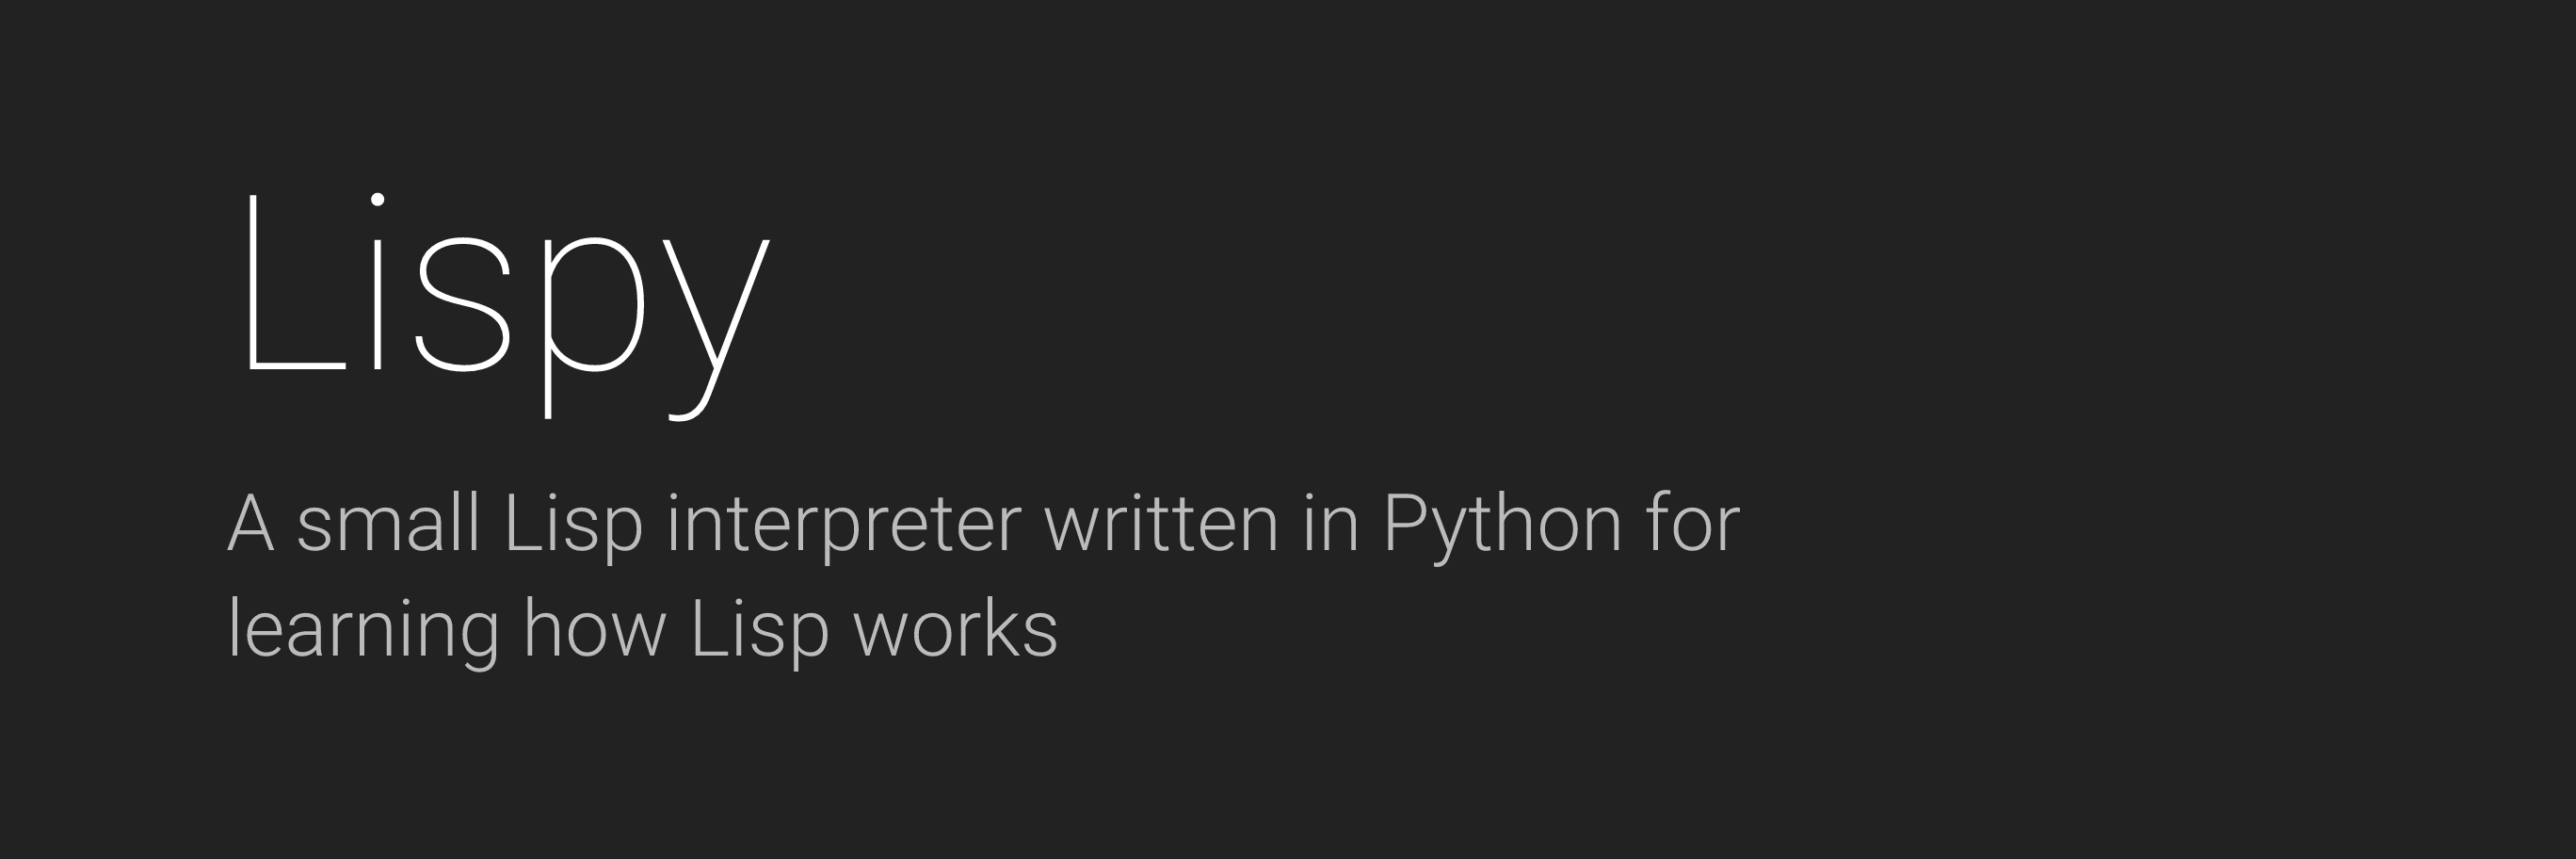 Lispy
A small Lisp interpreter written in Python for
learning how Lisp works